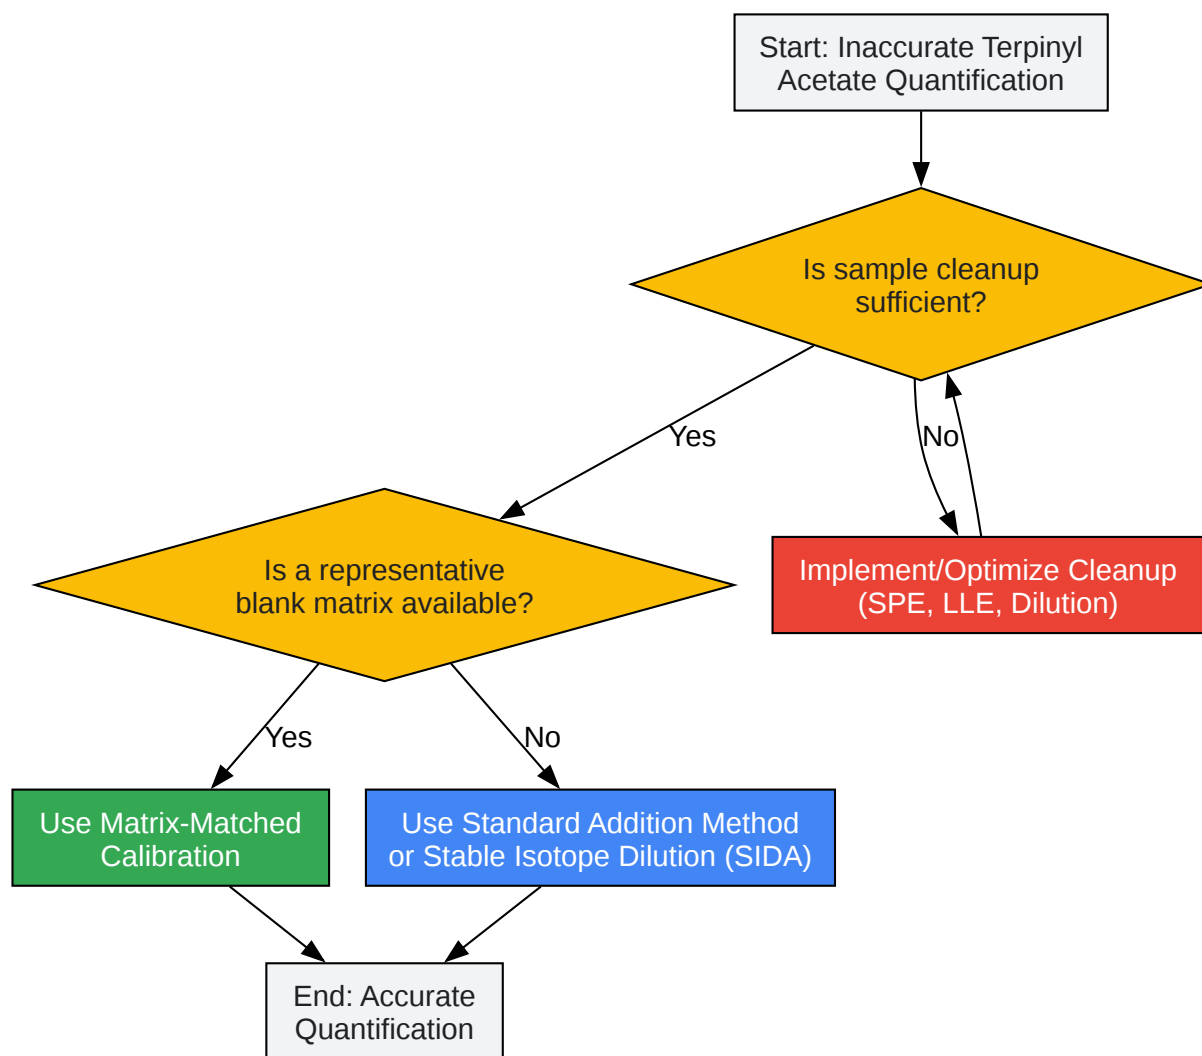 Start: Inaccurate Terpinyl
Acetate Quantification
Is sample cleanup
sufficient?
Yes
No
Is a representative
blank matrix available?
Implement/Optimize Cleanup
(SPE, LLE, Dilution)
Yes
No
Use Matrix-Matched
Calibration
Use Standard Addition Method
or Stable Isotope Dilution (SIDA)
End: Accurate
Quantification